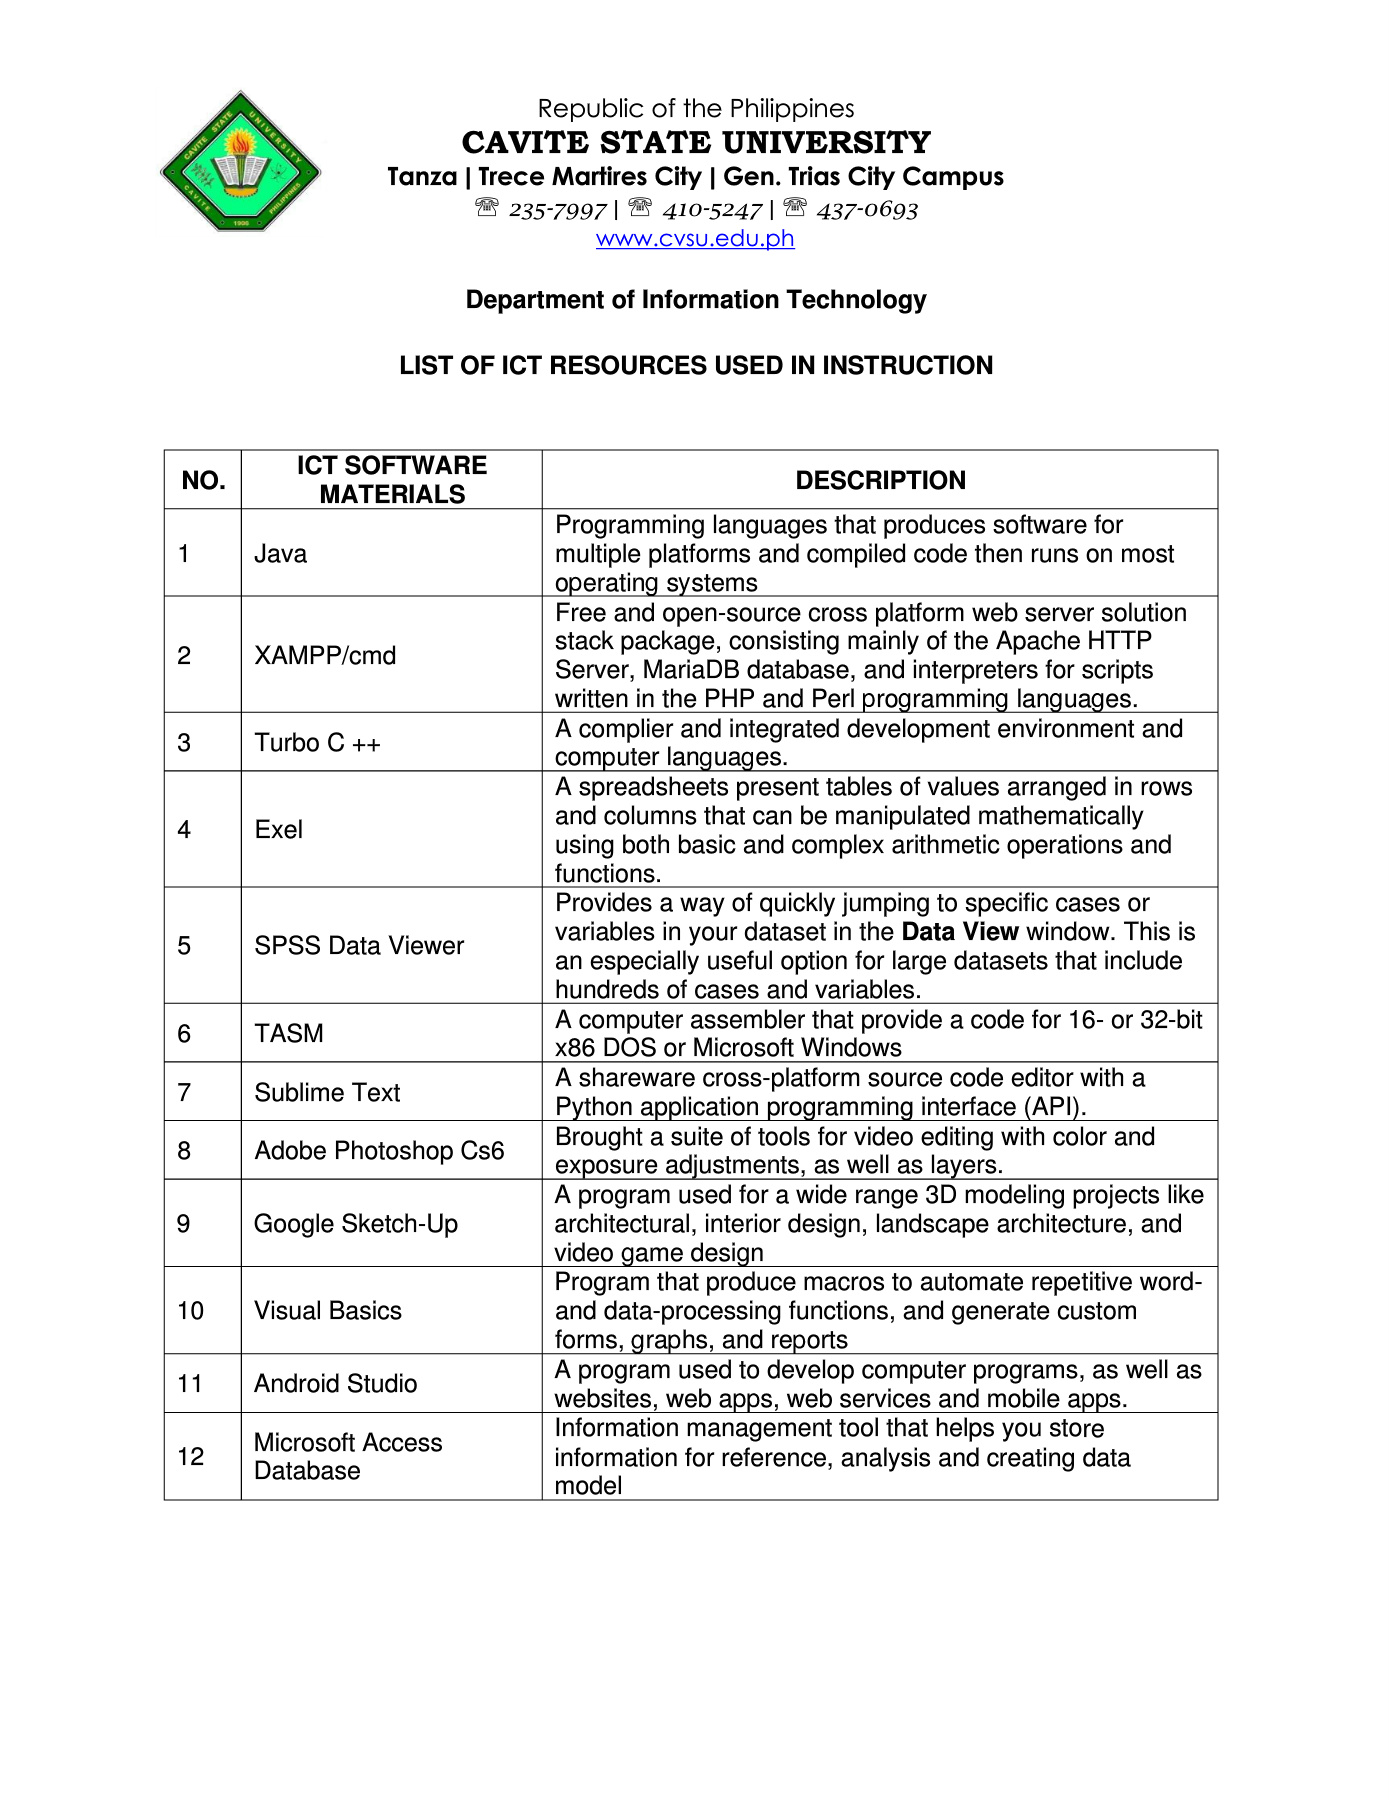 Republic of the Philippines
CAVITE STATE UNIVERSITY
Tanza | Trece Martires City | Gen. Trias City Campus
☏ 235-7997 | ☏ 410-5247 | ☏ 437-0693
www.cvsu.edu.ph
CAVITE STATE UNIVERSITY
CAVITE PHILIPPINES
1906
Department of Information Technology
LIST OF ICT RESOURCES USED IN INSTRUCTION
NO.
ICT SOFTWARE
MATERIALS
DESCRIPTION
1
Java
Programming languages that produces software for
multiple platforms and compiled code then runs on most
operating systems
2
XAMPP/cmd
Free and open-source cross platform web server solution
stack package, consisting mainly of the Apache HTTP
Server, MariaDB database, and interpreters for scripts
written in the PHP and Perl programming languages.
3
Turbo C ++
A complier and integrated development environment and
computer languages.
4
Exel
A spreadsheets present tables of values arranged in rows
and columns that can be manipulated mathematically
using both basic and complex arithmetic operations and
functions.
5
SPSS Data Viewer
Provides a way of quickly jumping to specific cases or
variables in your dataset in the Data View window. This is
an especially useful option for large datasets that include
hundreds of cases and variables.
6
TASM
A computer assembler that provide a code for 16- or 32-bit
x86 DOS or Microsoft Windows
7
Sublime Text
A shareware cross-platform source code editor with a
Python application programming interface (API).
8
Adobe Photoshop Cs6
Brought a suite of tools for video editing with color and
exposure adjustments, as well as layers.
9
Google Sketch-Up
A program used for a wide range 3D modeling projects like
architectural, interior design, landscape architecture, and
video game design
10
Visual Basics
Program that produce macros to automate repetitive word-
and data-processing functions, and generate custom
forms, graphs, and reports
11
Android Studio
A program used to develop computer programs, as well as
websites, web apps, web services and mobile apps.
12
Microsoft Access
Database
Information management tool that helps you store
information for reference, analysis and creating data
model